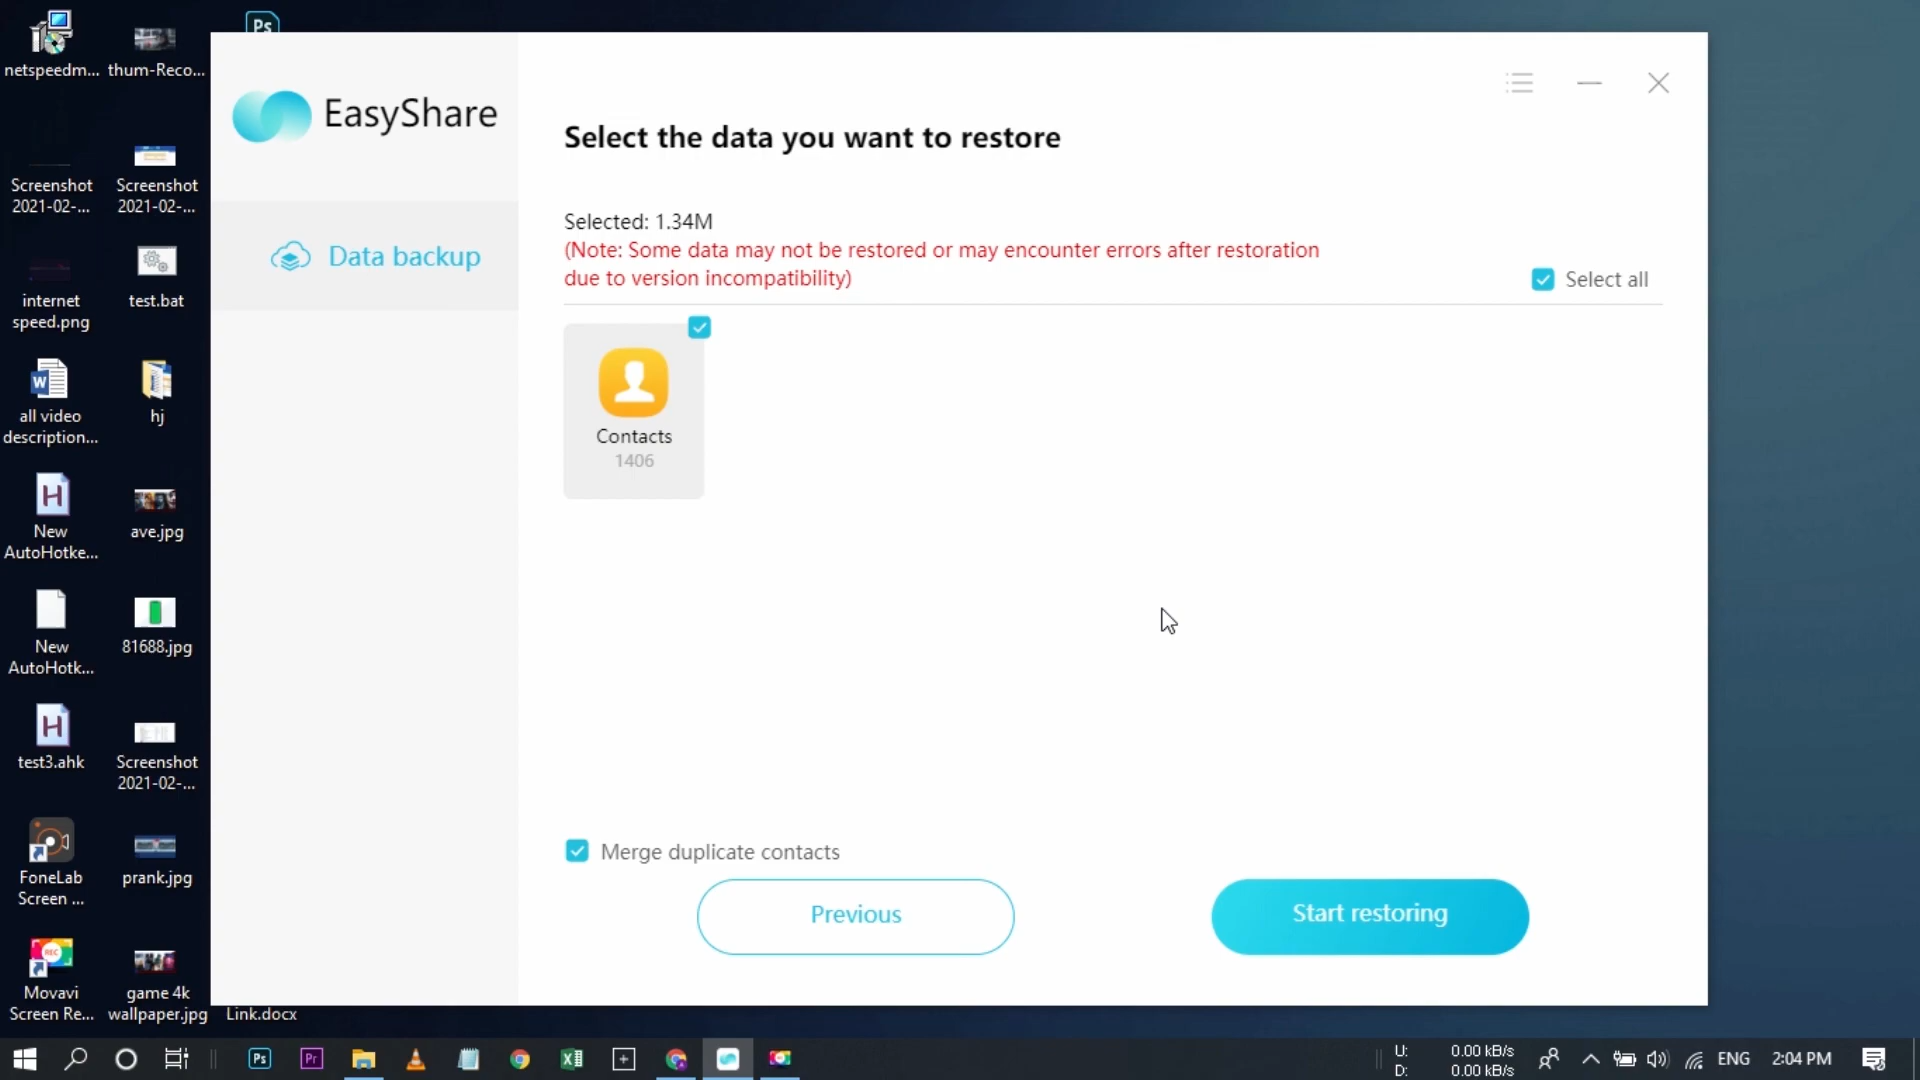 Ps
netspeedm...
thum-Reco...
Screenshot
2021-02-...
Screenshot
2021-02-...
internet
speed.png
test.bat
all video
description...
hj
New
AutoHotke...
ave.jpg
New
AutoHotk...
81688.jpg
test3.ahk
Screenshot
2021-02-...
FoneLab
Screen ...
prank.jpg
REC
Movavi
Screen Re...
game 4k
wallpaper.jpg
Link.docx
EasyShare
Data backup
Select the data you want to restore
Selected: 1.34M
(Note: Some data may not be restored or may encounter errors after restoration
due to version incompatibility)
Select all
Contacts
1406
Merge duplicate contacts
Previous
Start restoring
Ps
Pr
U: 0.00 kB/s
D: 0.00 kB/s
ENG
2:04 PM